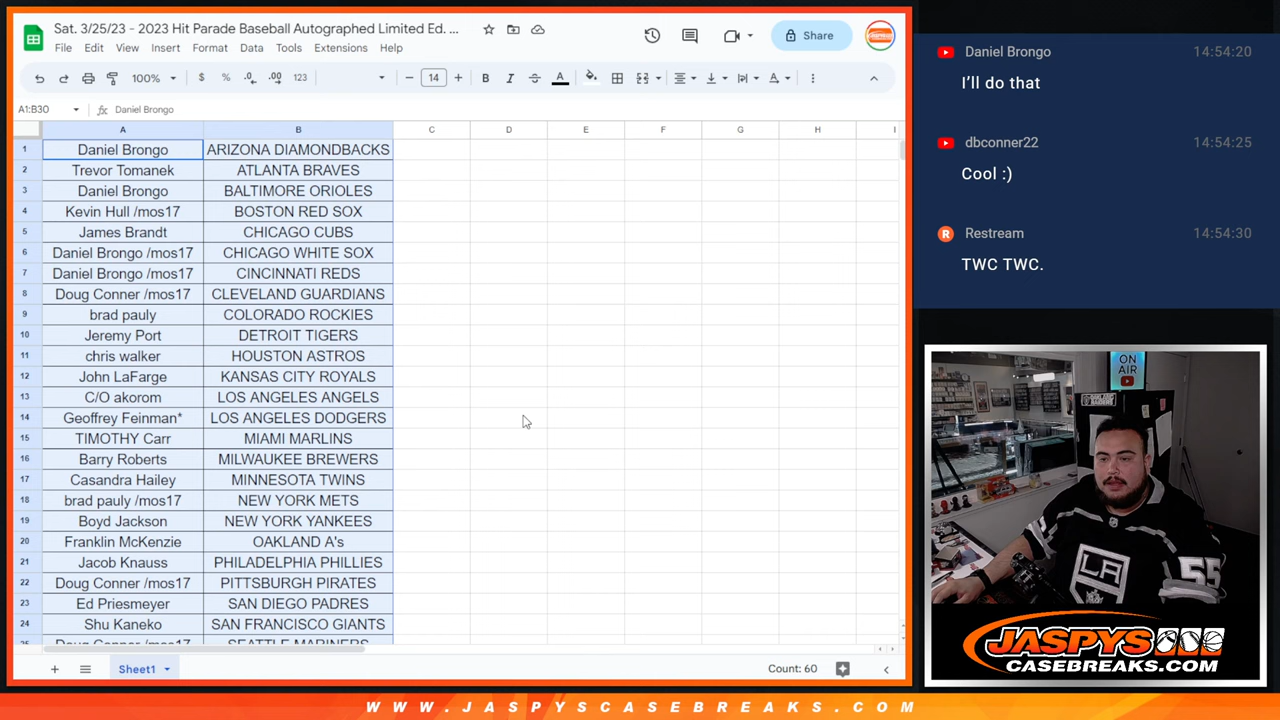 Sat. 3/25/23 - 2023 Hit Parade Baseball Autographed Limited Ed. ...
File Edit View Insert Format Data Tools Extensions Help
Share
100% $ % .0 .00 123 14 B I A
A1:B30 fx Daniel Brongo
A B C D E F G H I
1 Daniel Brongo ARIZONA DIAMONDBACKS
2 Trevor Tomanek ATLANTA BRAVES
3 Daniel Brongo BALTIMORE ORIOLES
4 Kevin Hull /mos17 BOSTON RED SOX
5 James Brandt CHICAGO CUBS
6 Daniel Brongo /mos17 CHICAGO WHITE SOX
7 Daniel Brongo /mos17 CINCINNATI REDS
8 Doug Conner /mos17 CLEVELAND GUARDIANS
9 brad pauly COLORADO ROCKIES
10 Jeremy Port DETROIT TIGERS
11 chris walker HOUSTON ASTROS
12 John LaFarge KANSAS CITY ROYALS
13 C/O akorom LOS ANGELES ANGELS
14 Geoffrey Feinman* LOS ANGELES DODGERS
15 TIMOTHY Carr MIAMI MARLINS
16 Barry Roberts MILWAUKEE BREWERS
17 Casandra Hailey MINNESOTA TWINS
18 brad pauly /mos17 NEW YORK METS
19 Boyd Jackson NEW YORK YANKEES
20 Franklin McKenzie OAKLAND A's
21 Jacob Knauss PHILADELPHIA PHILLIES
22 Doug Conner /mos17 PITTSBURGH PIRATES
23 Ed Priesmeyer SAN DIEGO PADRES
24 Shu Kaneko SAN FRANCISCO GIANTS
25 Doug Conner /mos17 SEATTLE MARINERS
Sheet1 Count: 60
Daniel Brongo 14:54:20
I'll do that
dbconner22 14:54:25
Cool :)
R Restream 14:54:30
TWC TWC.
ON
AIR
LA
55
JASPYS
CASEBREAKS.COM
WWW.JASPYSCASEBREAKS.COM